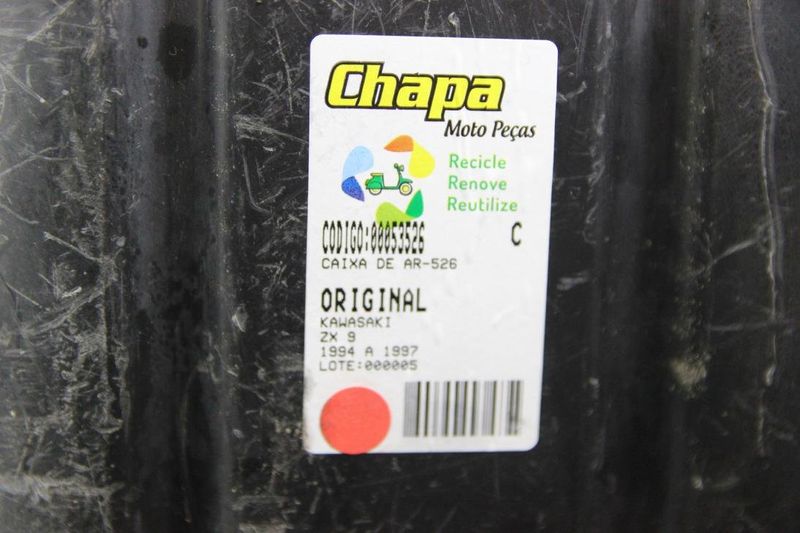 Chapa
Moto Peças
Recicle
Renove
Reutilize
CODIGO:00053526 C
CAIXA DE AR-526
ORIGINAL
KAWASAKI
ZX 9
1994 A 1997
LOTE:000005